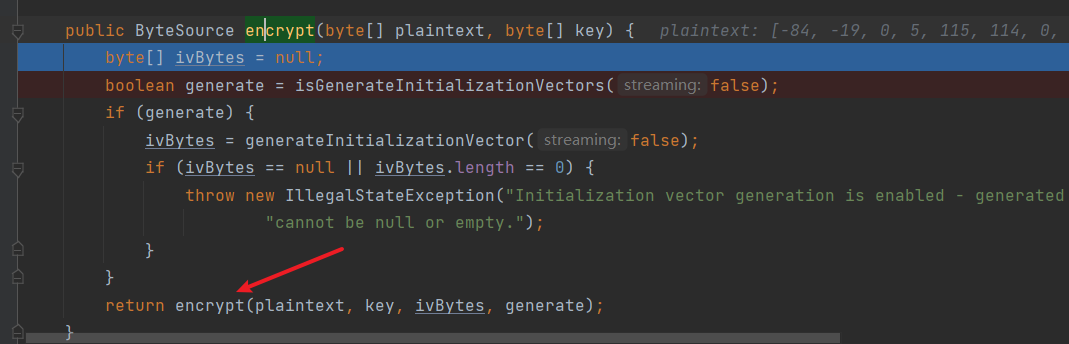 public ByteSource encrypt(byte[] plaintext, byte[] key) { plaintext: [-84, -19, 0, 5, 115, 114, 0,
byte[] ivBytes = null;
boolean generate = isGenerateInitializationVectors( streaming: false);
if (generate) {
ivBytes = generateInitializationVector( streaming: false);
if (ivBytes == null || ivBytes.length == 0) {
throw new IllegalStateException("Initialization vector generation is enabled - generated
"cannot be null or empty.");
}
}
return encrypt(plaintext, key, ivBytes, generate);
}